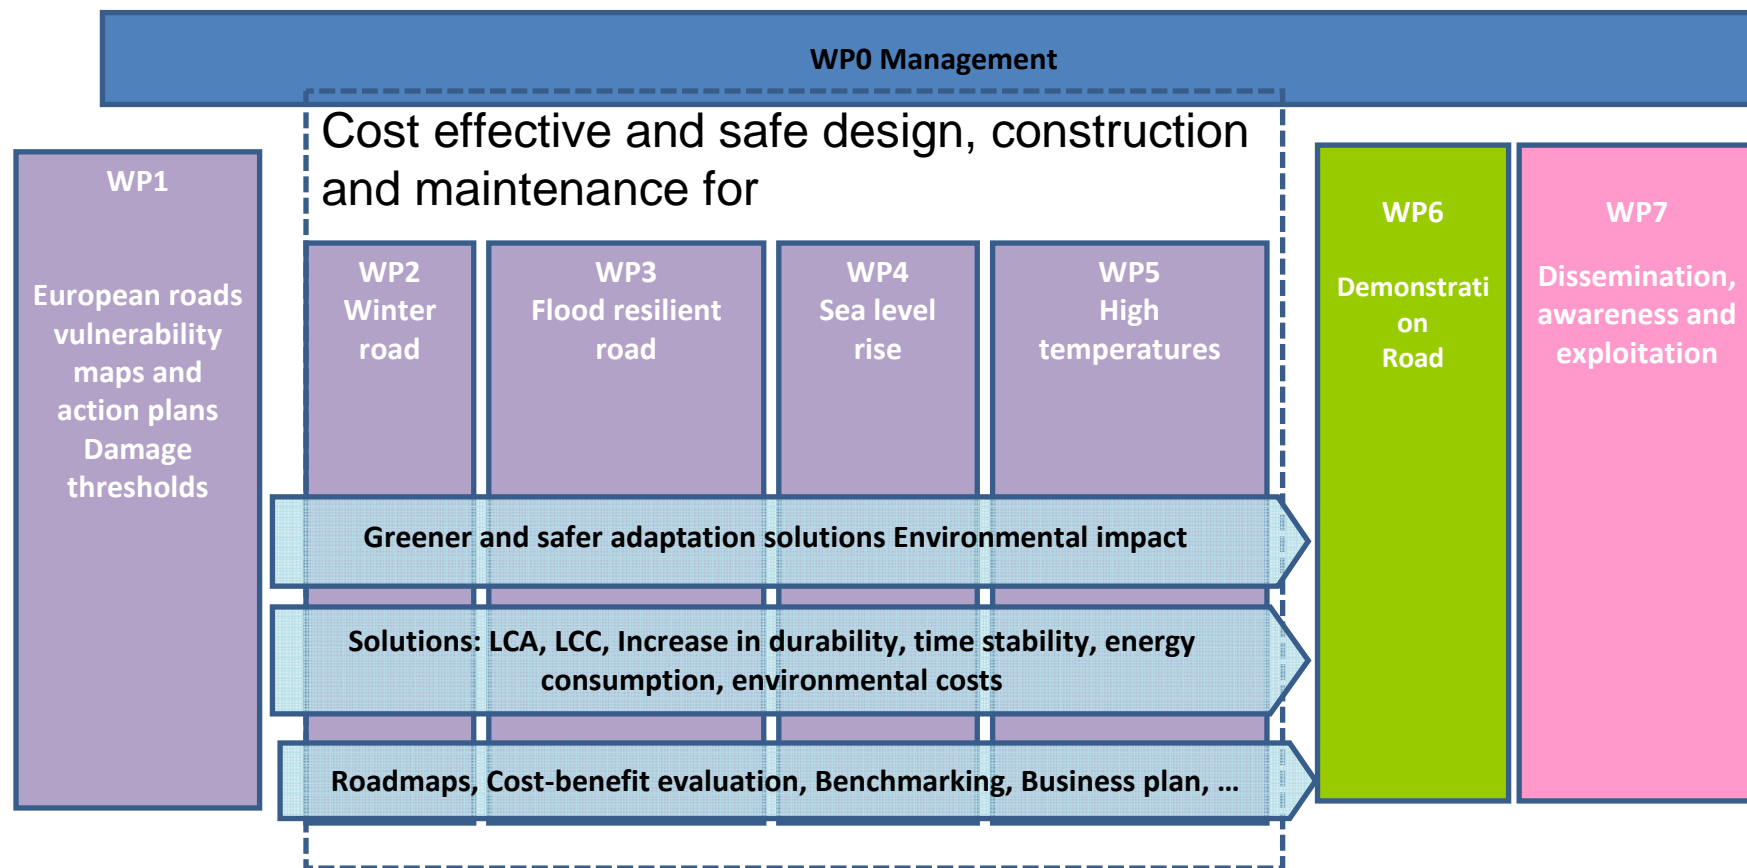 WP0 Management
Cost effective and safe design, construction
and maintenance for
WP1
European roads
vulnerability
maps and
action plans
Damage
thresholds
WP2
Winter
road
WP3
Flood resilient
road
WP4
Sea level
rise
WP5
High
temperatures
WP6
Demonstrati
on
Road
WP7
Dissemination,
awareness and
exploitation
Greener and safer adaptation solutions Environmental impact
Solutions: LCA, LCC, Increase in durability, time stability, energy
consumption, environmental costs
Roadmaps, Cost-benefit evaluation, Benchmarking, Business plan, ...